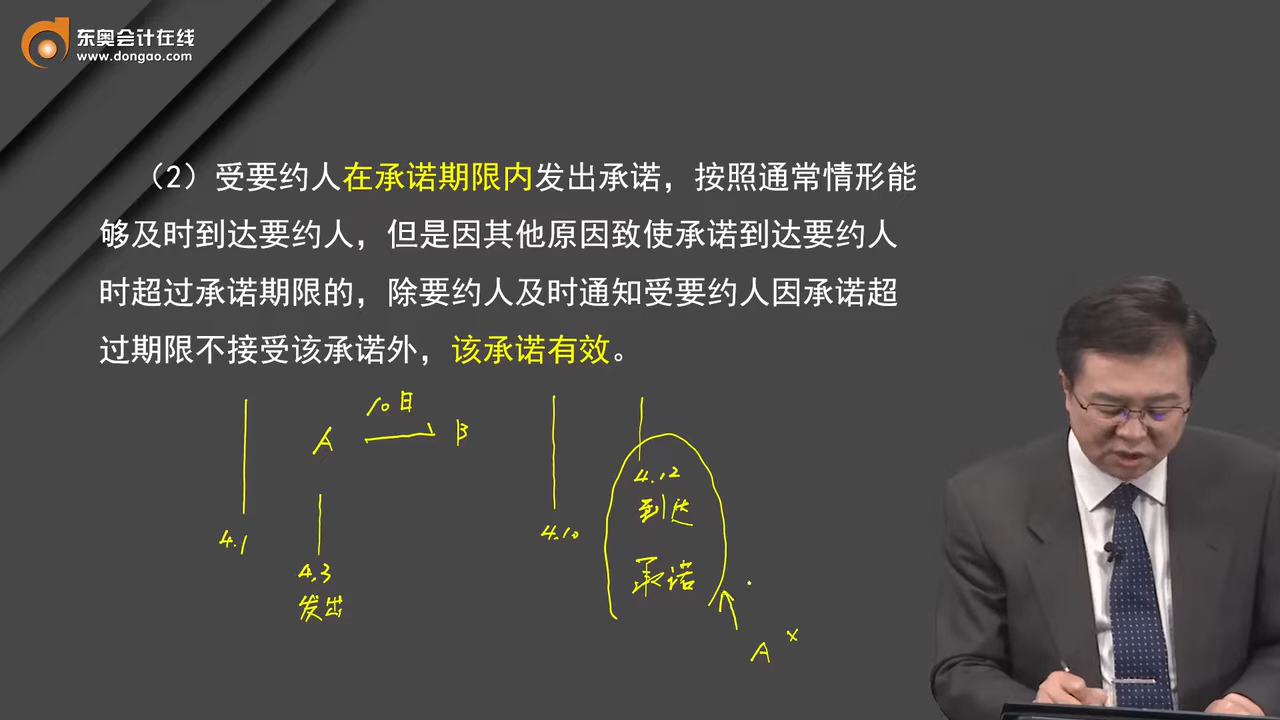 东奥会计在线
www.dongao.com
（2）受要约人在承诺期限内发出承诺，按照通常情形能
够及时到达要约人，但是因其他原因致使承诺到达要约人
时超过承诺期限的，除要约人及时通知受要约人因承诺超
过期限不接受该承诺外，该承诺有效。
10日
A B
4.12
到达
4.1 4.10
4.3 承诺
发出
A ×